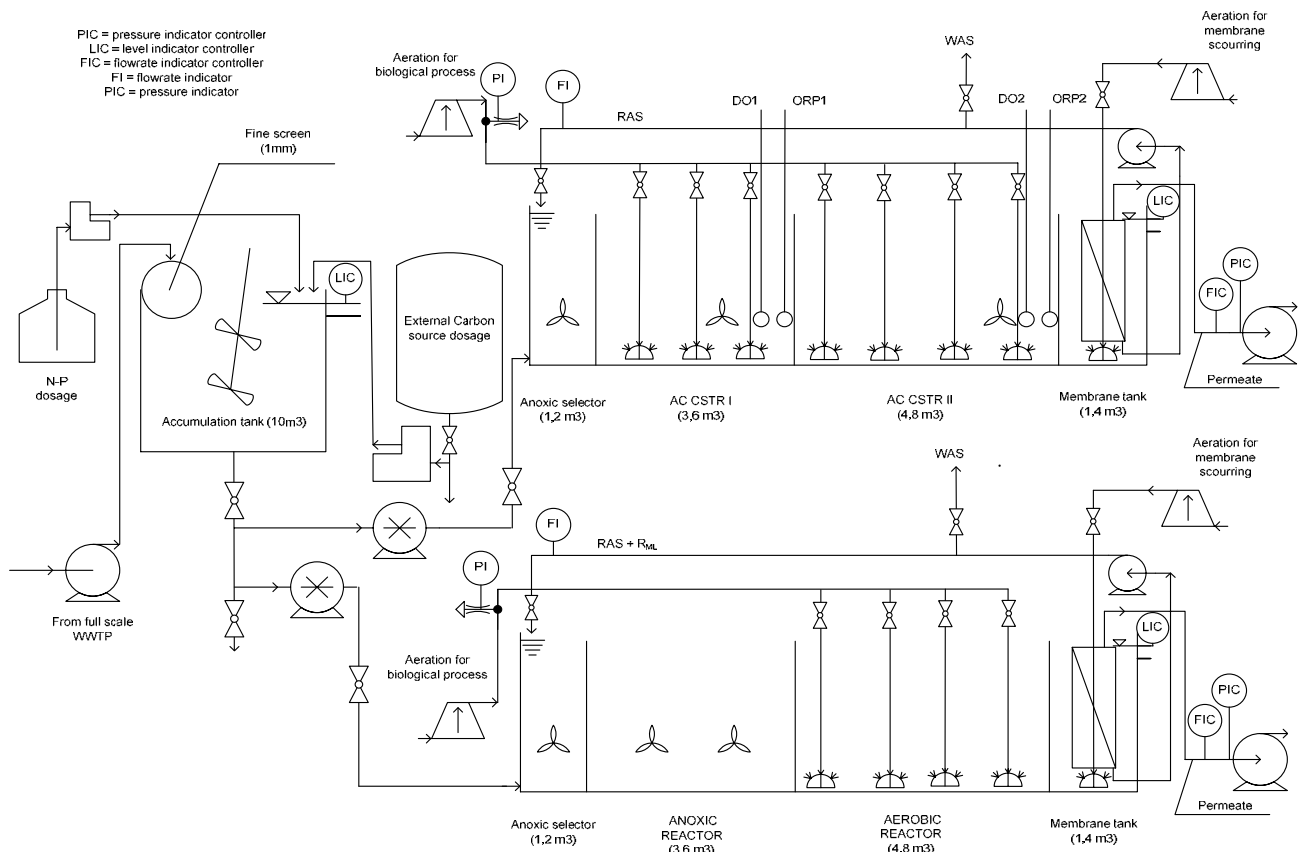 PIC = pressure indicator controller
LIC = level indicator controller
FIC = flowrate indicator controller
FI = flowrate indicator
PIC = pressure indicator
Fine screen
(1mm)
N-P
dosage
LIC
Accumulation tank (10m3)
External Carbon
source dosage
From full scale
WWTP
Aeration for
biological process
PI
FI
RAS
WAS
DO1
ORP1
DO2
ORP2
Aeration for
membrane
scourring
LIC
PIC
FIC
Permeate
Anoxic selector
(1,2 m3)
AC CSTR I
(3,6 m3)
AC CSTR II
(4,8 m3)
Membrane tank
(1,4 m3)
Aeration for
membrane
scourring
WAS
FI
RAS + RML
PI
Aeration for
biological process
LIC
PIC
FIC
Permeate
Anoxic selector
(1,2 m3)
ANOXIC
REACTOR
(3,6 m3)
AEROBIC
REACTOR
(4,8 m3)
Membrane tank
(1,4 m3)